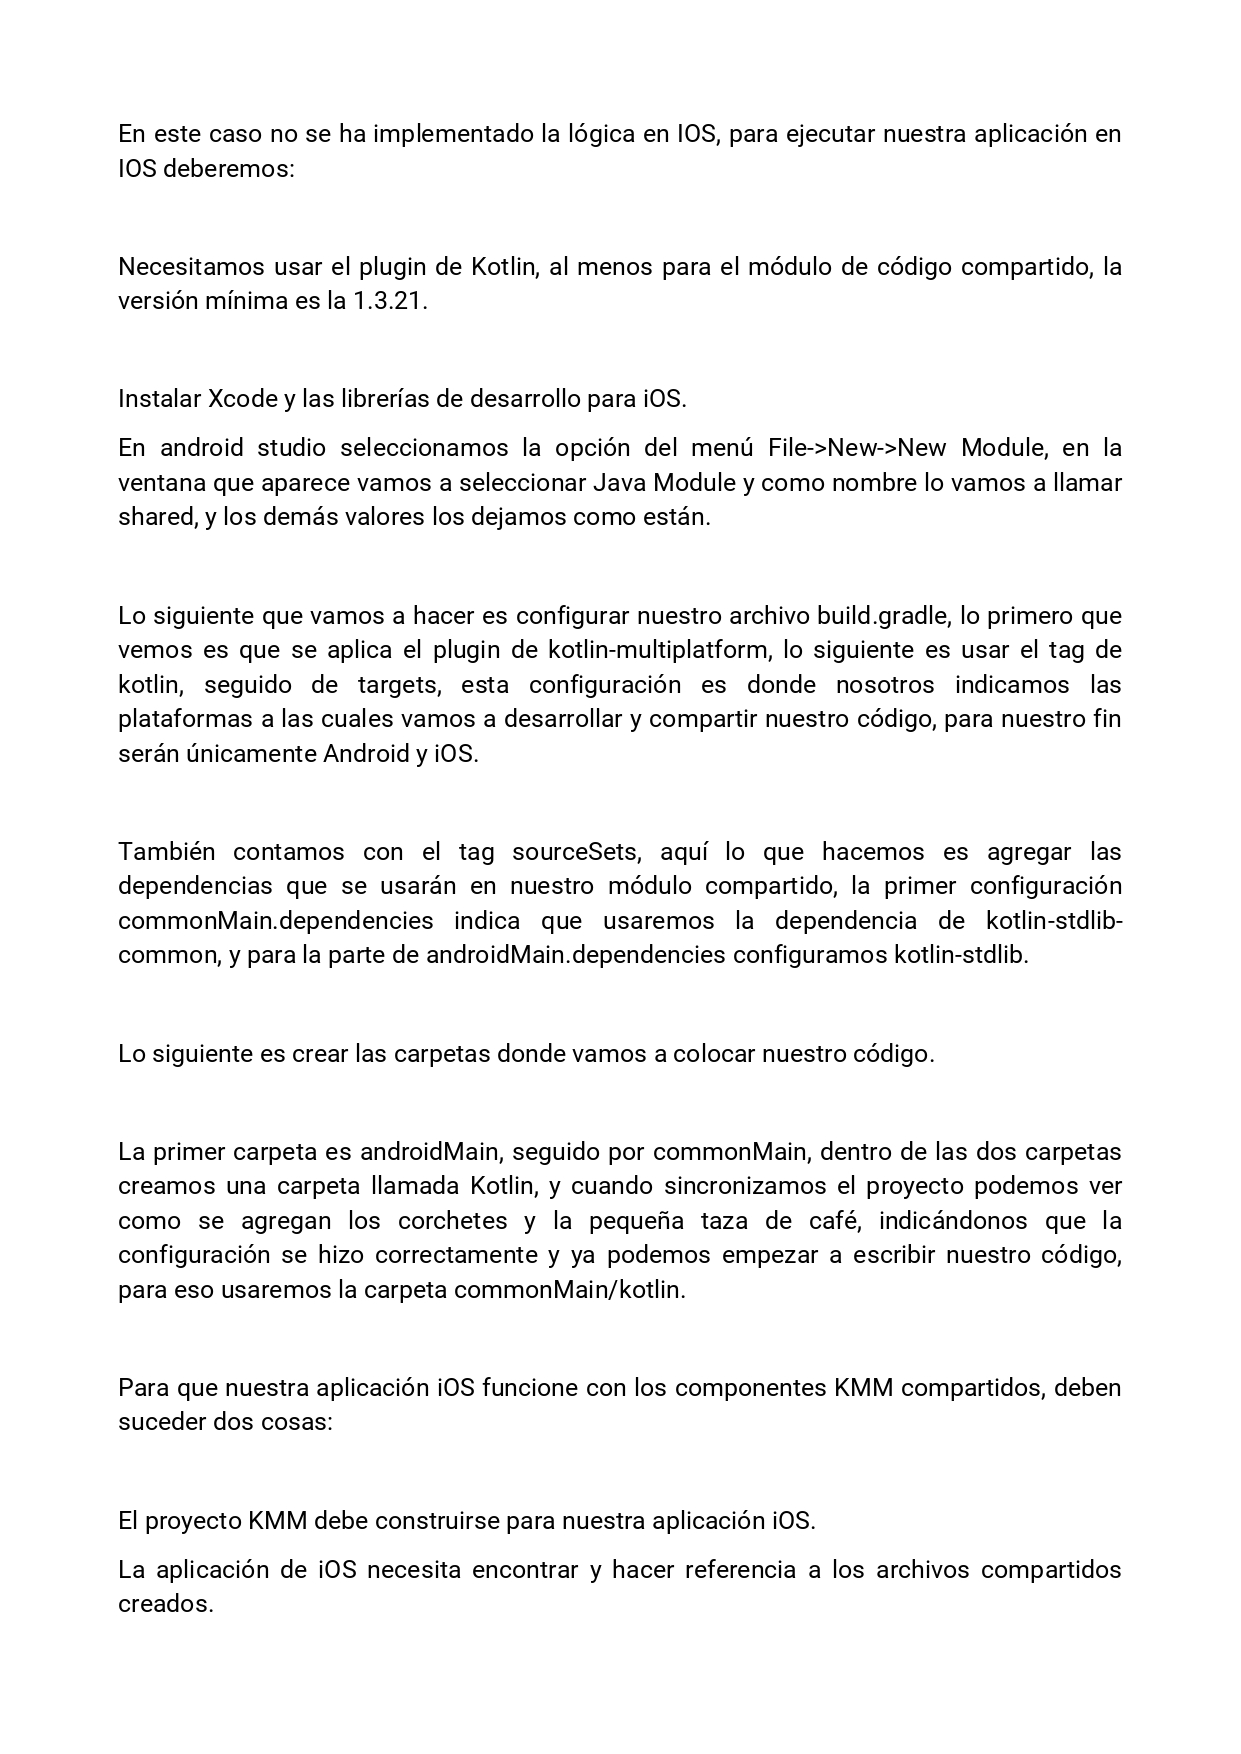 En este caso no se ha implementado la lógica en IOS, para ejecutar nuestra aplicación en
IOS deberemos:
Necesitamos usar el plugin de Kotlin, al menos para el módulo de código compartido, la
versión mínima es la 1.3.21.
Instalar Xcode y las librerías de desarrollo para iOS.
En android studio seleccionamos la opción del menú File->New->New Module, en la
ventana que aparece vamos a seleccionar Java Module y como nombre lo vamos a llamar
shared, y los demás valores los dejamos como están.
Lo siguiente que vamos a hacer es configurar nuestro archivo build.gradle, lo primero que
vemos es que se aplica el plugin de kotlin-multiplatform, lo siguiente es usar el tag de
kotlin, seguido de targets, esta configuración es donde nosotros indicamos las
plataformas a las cuales vamos a desarrollar y compartir nuestro código, para nuestro fin
serán únicamente Android y iOS.
También contamos con el tag sourceSets, aquí lo que hacemos es agregar las
dependencias que se usarán en nuestro módulo compartido, la primer configuración
commonMain.dependencies indica que usaremos la dependencia de kotlin-stdlib-
common, y para la parte de androidMain.dependencies configuramos kotlin-stdlib.
Lo siguiente es crear las carpetas donde vamos a colocar nuestro código.
La primer carpeta es androidMain, seguido por commonMain, dentro de las dos carpetas
creamos una carpeta llamada Kotlin, y cuando sincronizamos el proyecto podemos ver
como se agregan los corchetes y la pequeña taza de café, indicándonos que la
configuración se hizo correctamente y ya podemos empezar a escribir nuestro código,
para eso usaremos la carpeta commonMain/kotlin.
Para que nuestra aplicación iOS funcione con los componentes KMM compartidos, deben
suceder dos cosas:
El proyecto KMM debe construirse para nuestra aplicación iOS.
La aplicación de iOS necesita encontrar y hacer referencia a los archivos compartidos
creados.